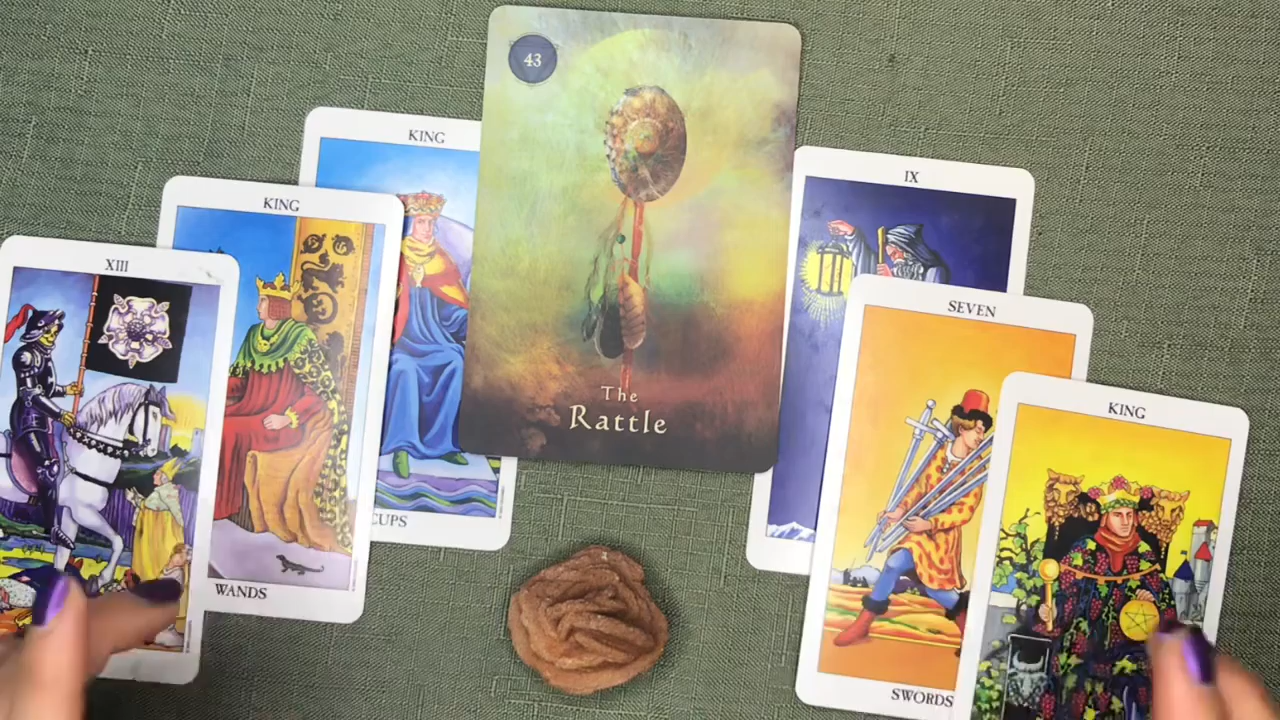 43
The
Rattle
KING
CUPS
KING
WANDS
XIII
IX
SEVEN
SWORDS
KING